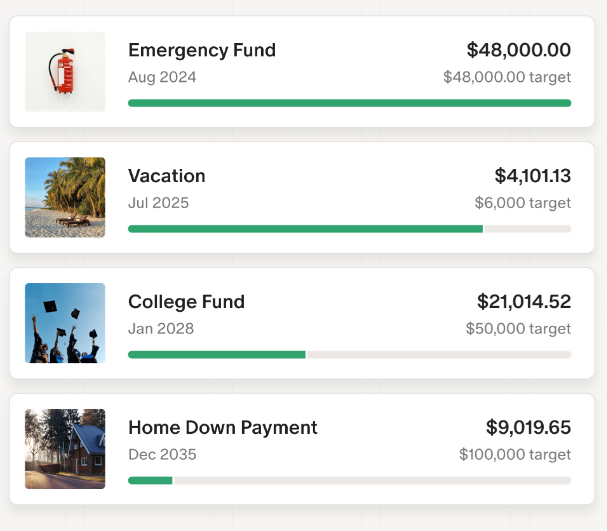 Emergency Fund $48,000.00
Aug 2024 $48,000.00 target
Vacation $4,101.13
Jul 2025 $6,000 target
College Fund $21,014.52
Jan 2028 $50,000 target
Home Down Payment $9,019.65
Dec 2035 $100,000 target